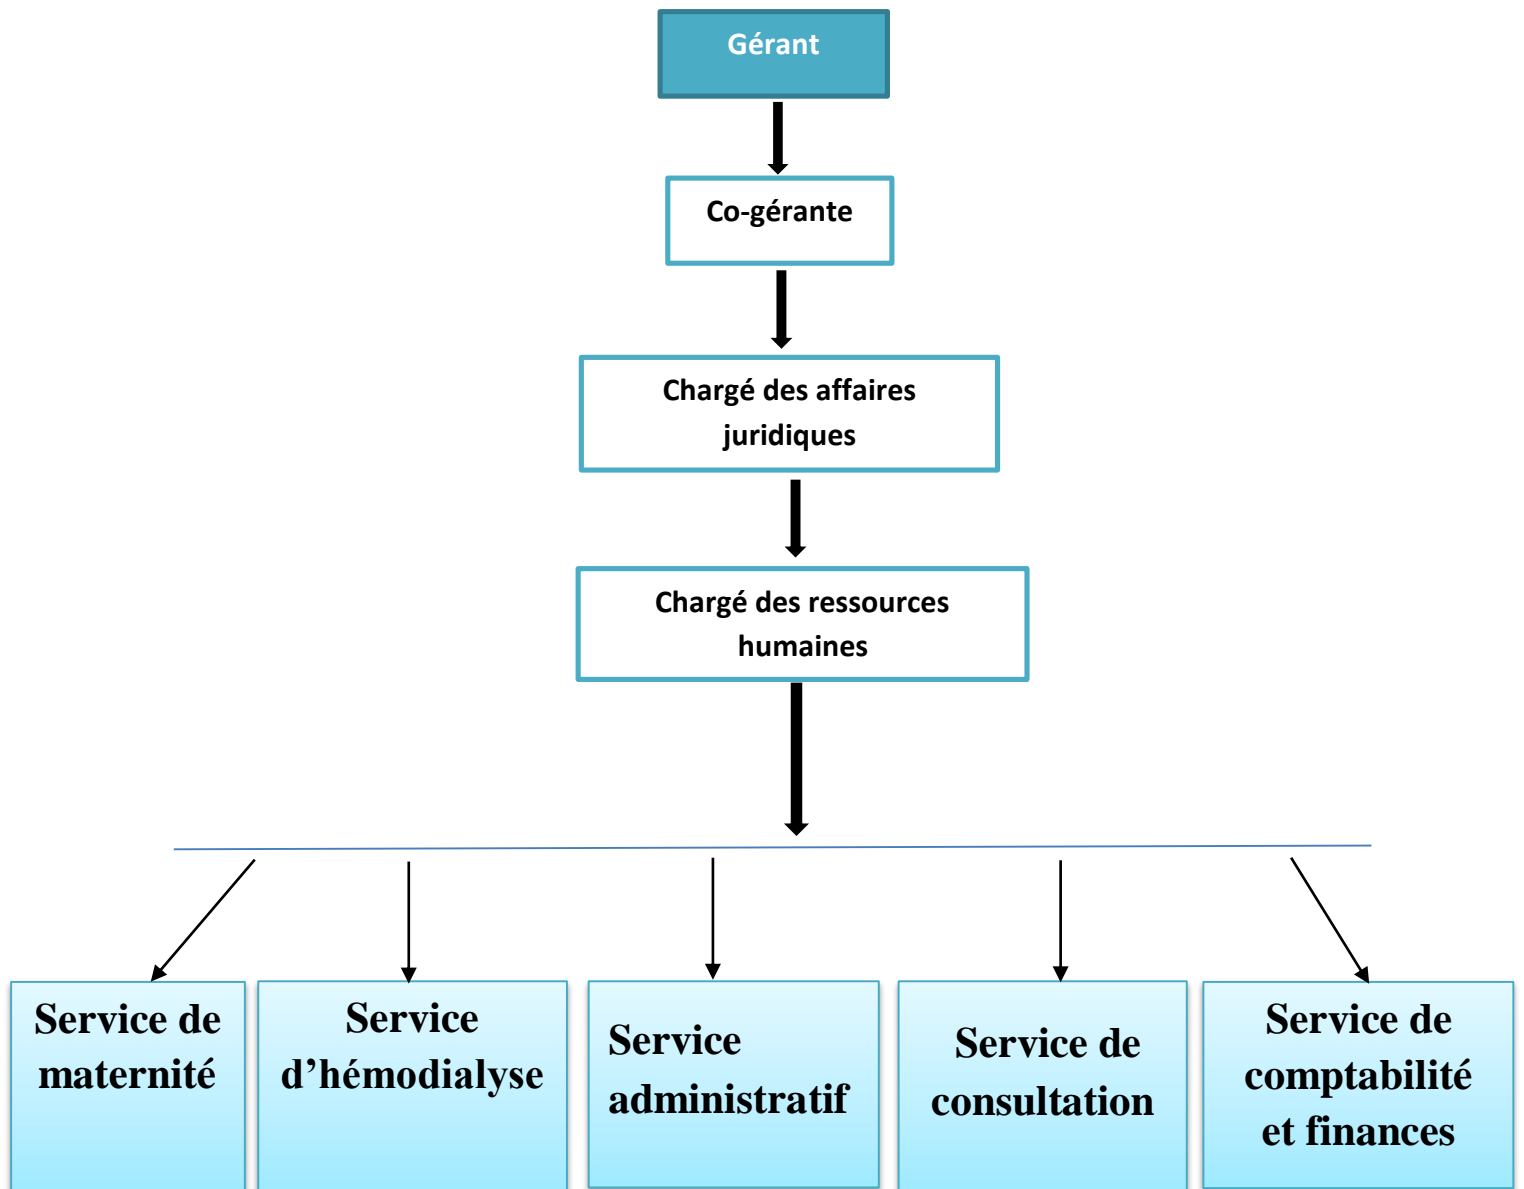 Gérant
Co-gérante
Chargé des affaires
juridiques
Chargé des ressources
humaines
Service de
maternité
Service
d’hémodialyse
Service
administratif
Service de
consultation
Service de
comptabilité
et finances